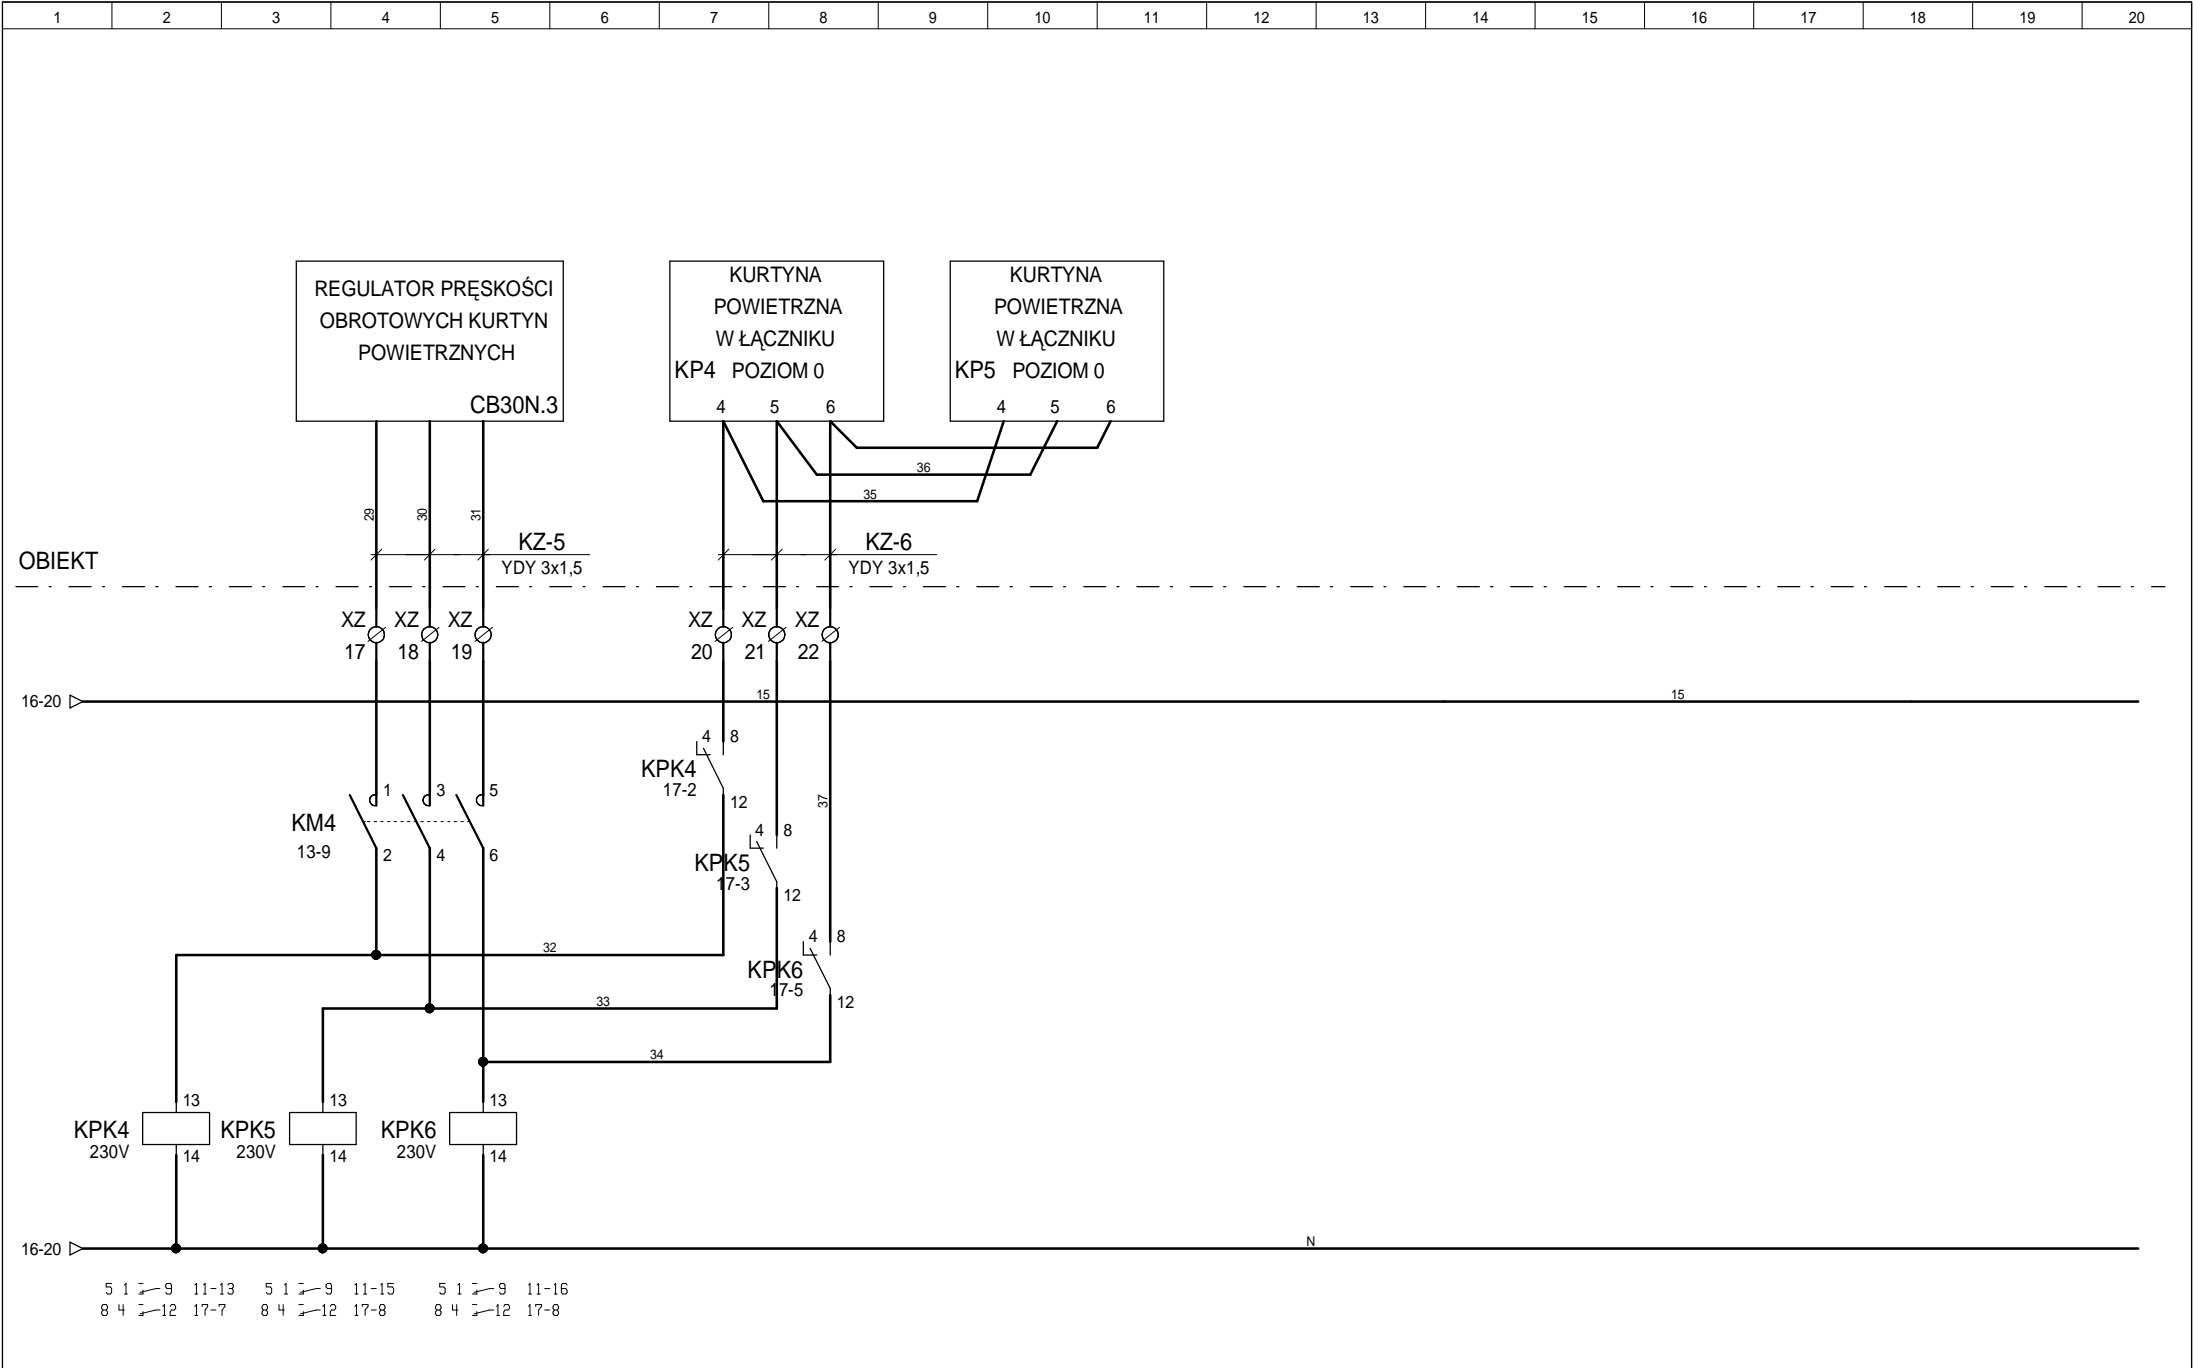 1 2 3 4 5 6 7 8 9 10 11 12 13 14 15 16 17 18 19 20
REGULATOR PRĘSKOŚCI
OBROTOWYCH KURTYN
POWIETRZNYCH
CB30N.3
KURTYNA
POWIETRZNA
W ŁĄCZNIKU
KP4 POZIOM 0
4 5 6
KURTYNA
POWIETRZNA
W ŁĄCZNIKU
KP5 POZIOM 0
4 5 6
36
35
29 30 31
KZ-5
YDY 3x1,5
KZ-6
YDY 3x1,5
OBIEKT
XZ XZ XZ
17 18 19
XZ XZ XZ
20 21 22
16-20 15 15
4 8
KPK4
17-2
12
1 3 5
KM4
13-9
2 4 6
37
4 8
KPK5
17-3
12
4 8
KPK6
17-5
12
32
33
34
13
KPK4
230V
14
13
KPK5
230V
14
13
KPK6
230V
14
16-20 N
5 1 9 11-13
8 4 12 17-7
5 1 9 11-15
8 4 12 17-8
5 1 9 11-16
8 4 12 17-8